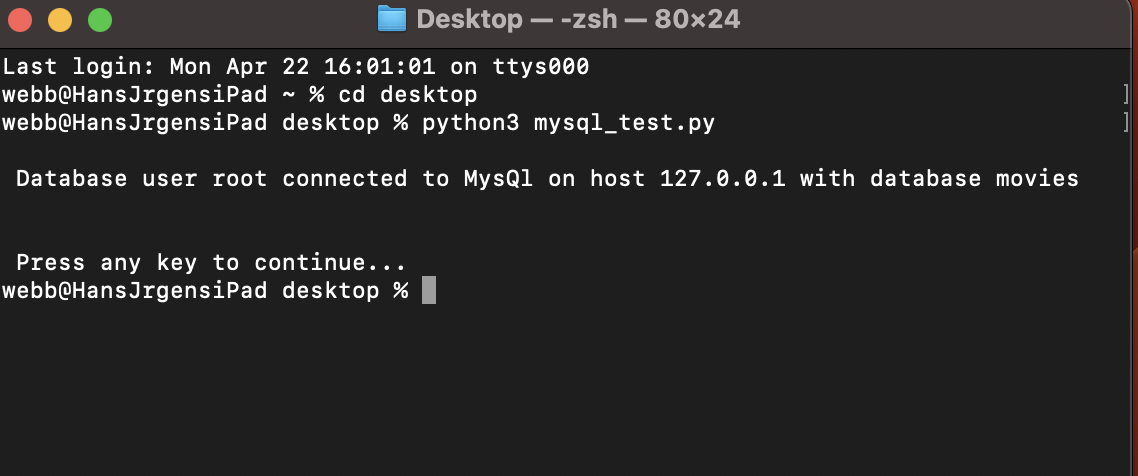 Desktop — -zsh — 80×24
Last login: Mon Apr 22 16:01:01 on ttys000
webb@HansJrgensiPad ~ % cd desktop ]
webb@HansJrgensiPad desktop % python3 mysql_test.py ]
Database user root connected to MysQl on host 127.0.0.1 with database movies
Press any key to continue...
webb@HansJrgensiPad desktop %